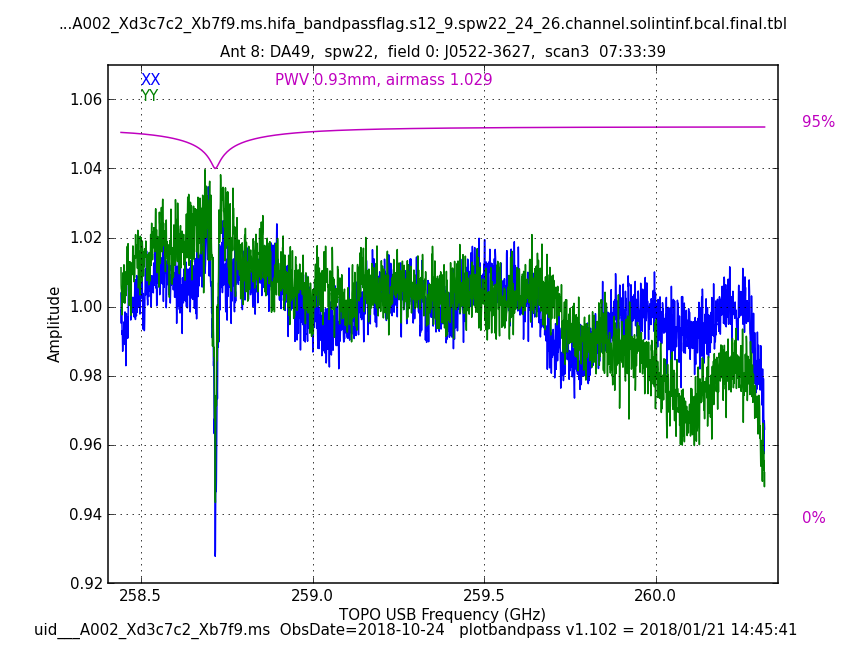 ...A002_Xd3c7c2_Xb7f9.ms.hifa_bandpassflag.s12_9.spw22_24_26.channel.solintinf.bcal.final.tbl
Ant 8: DA49,  spw22,  field 0: J0522-3627,  scan3  07:33:39
XX
PWV 0.93mm, airmass 1.029
YY
1.06
95%
1.04
1.02
1.00
Amplitude
0.98
0.96
0.94
0%
0.92
258.5 259.0 259.5 260.0
TOPO USB Frequency (GHz)
uid___A002_Xd3c7c2_Xb7f9.ms  ObsDate=2018-10-24   plotbandpass v1.102 = 2018/01/21 14:45:41